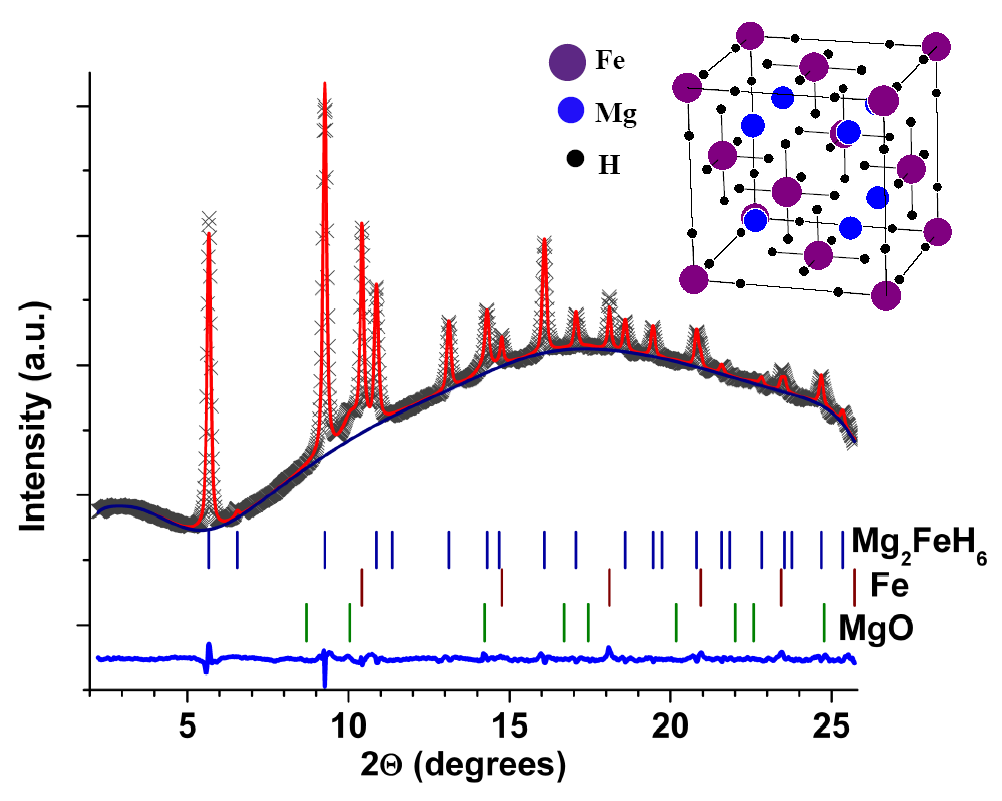 Fe
Mg
H
Intensity (a.u.)
Mg₂FeH₆
Fe
MgO
5 10 15 20 25
2Θ (degrees)